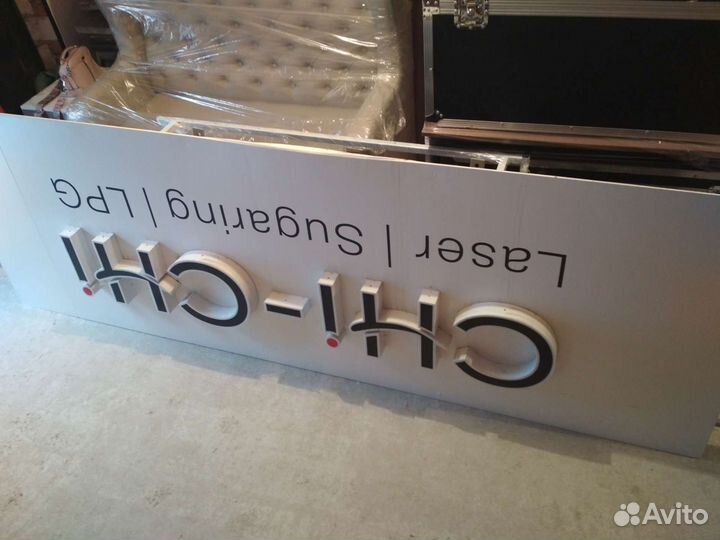 CHI-CHI
Laser | Sugaring | LPG
Avito